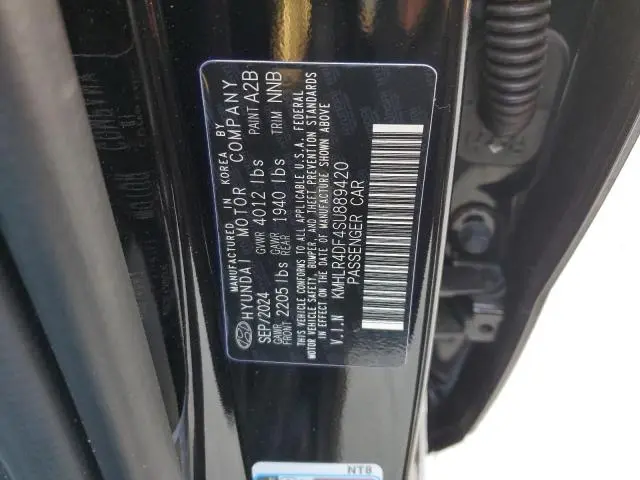 MANUFACTURED IN KOREA BY
HYUNDAI MOTOR COMPANY
SEP/2024 GVWR 4012 lbs PAINT A2B
GAWR FRONT 2205 lbs GAWR REAR 1940 lbs TRIM NNB
THIS VEHICLE CONFORMS TO ALL APPLICABLE U.S.A. FEDERAL
MOTOR VEHICLE SAFETY, BUMPER, AND THEFT PREVENTION STANDARDS
IN EFFECT ON THE DATE OF MANUFACTURE SHOWN ABOVE
V.I.N KMHLR4DF4SU889420
PASSENGER CAR
NT8